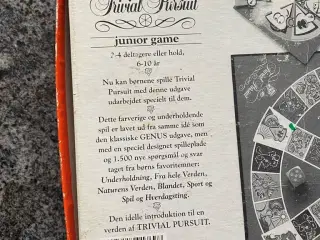 Trivial Pursuit
junior game
2-4 deltagere eller hold,
6-10 år
Nu kan børnene spille Trivial
Pursuit med denne udgave
udarbejdet specielt til dem.
Dette farverige og underholdende
spil er lavet ud fra samme idé som
den klassiske GENUS udgave, men
med en speciel designet spilleplade
og 1.500 nye spørgsmål og svar
taget fra børns favoritemner:
Underholdning, Fra hele Verden,
Naturens Verden, Blandet, Sport og
Spil og Hverdagsting.
Den ideelle introduktion til en
verden af TRIVIAL PURSUIT.